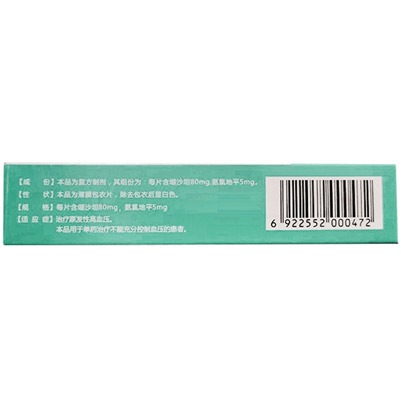 【成 份】本品为复方制剂，其组份为：每片含缬沙坦80mg,氨氯地平5mg。
【性 状】本品为薄膜包衣片，除去包衣后显白色。
【规 格】每片含缬沙坦80mg，氨氯地平5mg
【适应症】治疗原发性高血压。
本品用于单药治疗不能充分控制血压的患者。
6 922552 000472